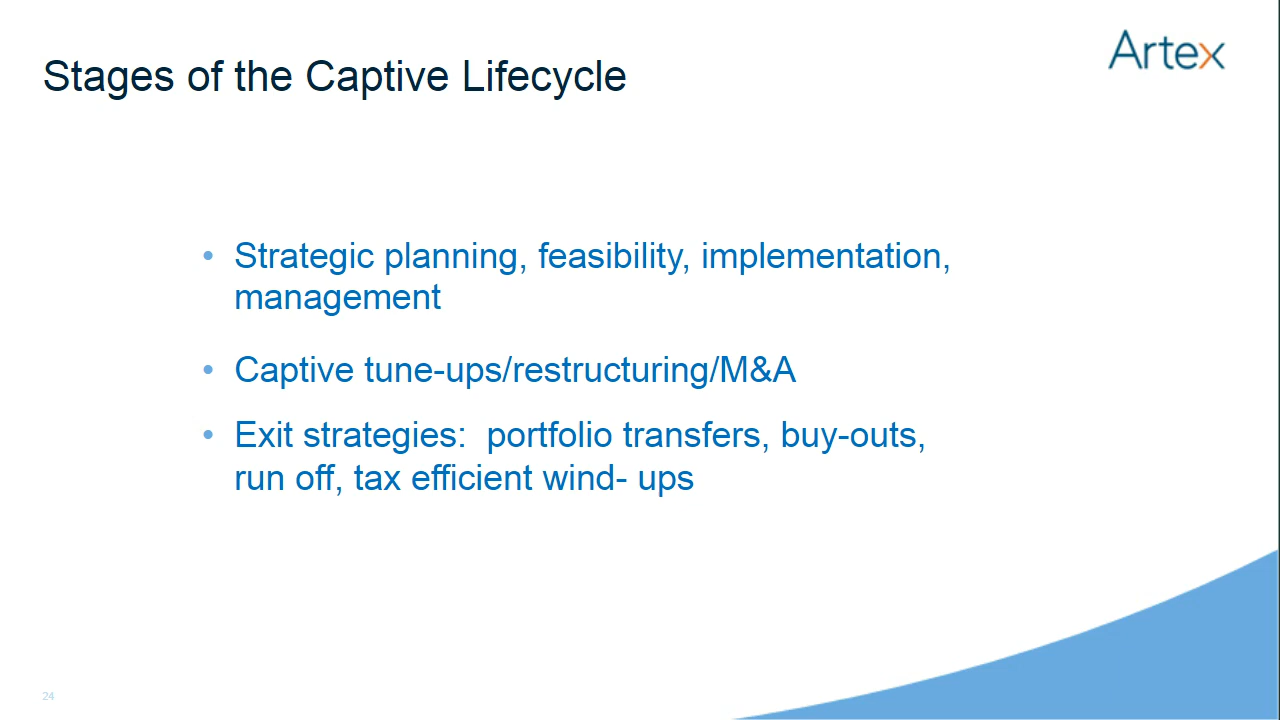 Artex
Stages of the Captive Lifecycle
• Strategic planning, feasibility, implementation,
management
• Captive tune-ups/restructuring/M&A
• Exit strategies:  portfolio transfers, buy-outs,
run off, tax efficient wind- ups
24